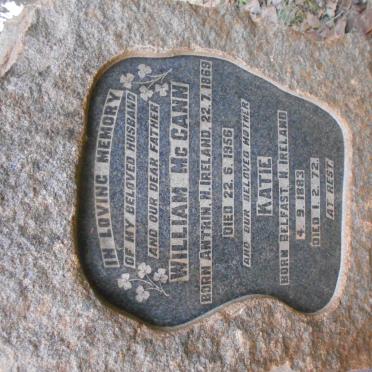 IN LOVING MEMORY
OF MY BELOVED HUSBAND
AND OUR DEAR FATHER
WILLIAM MCCANN
BORN ANTRIN N. IRELAND 22.7.1869
DIED 22.6.1956
AND OUR BELOVED MOTHER
KATE
BORN BELFAST N. IRELAND
4.9.1883
DIED 1.2.72.
AT REST